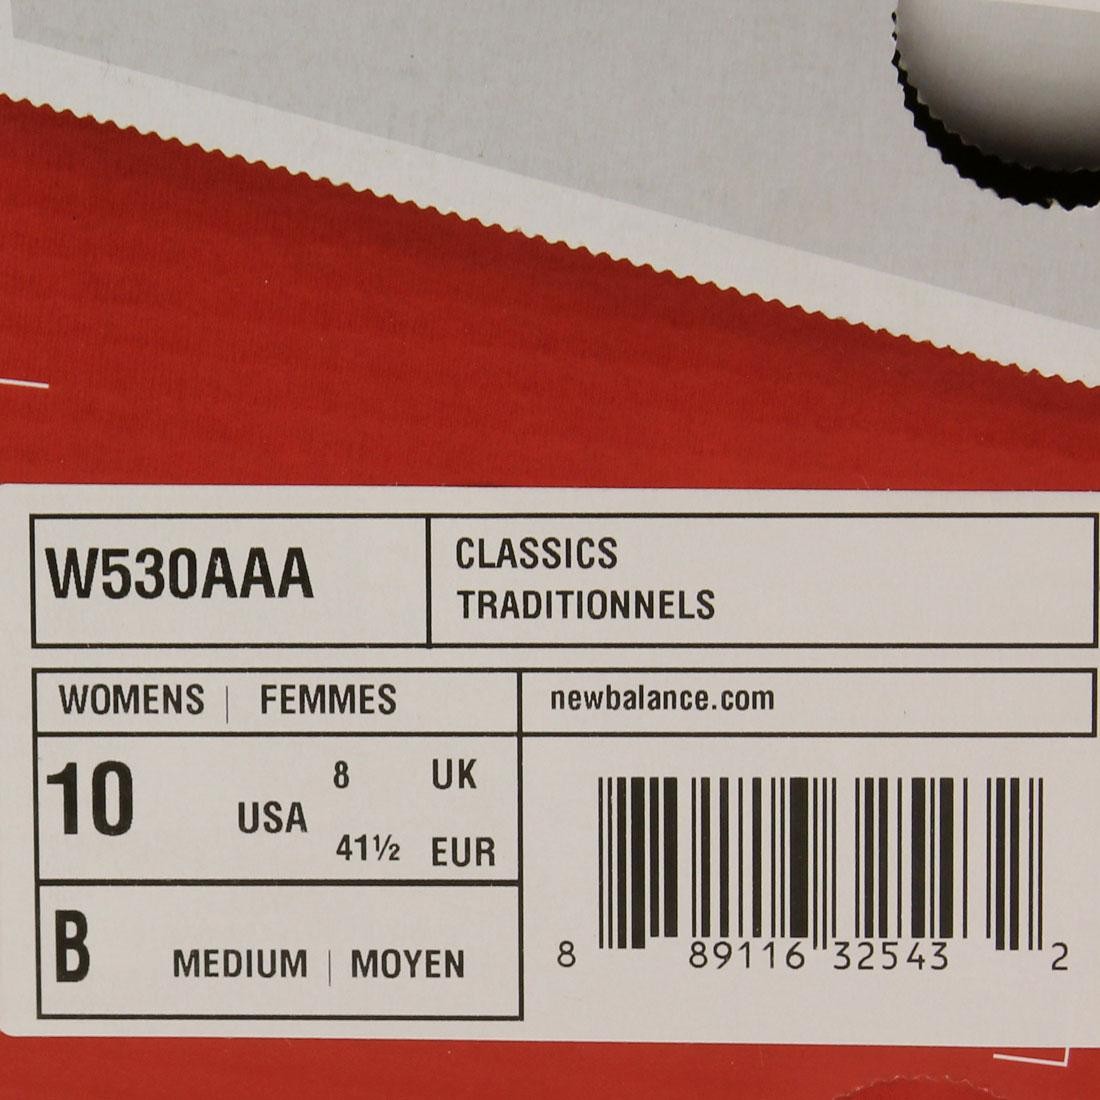 W530AAA
CLASSICS
TRADITIONNELS
WOMENS | FEMMES
newbalance.com
10 USA
8 UK
41½ EUR
B MEDIUM | MOYEN
8 89116 32543 2